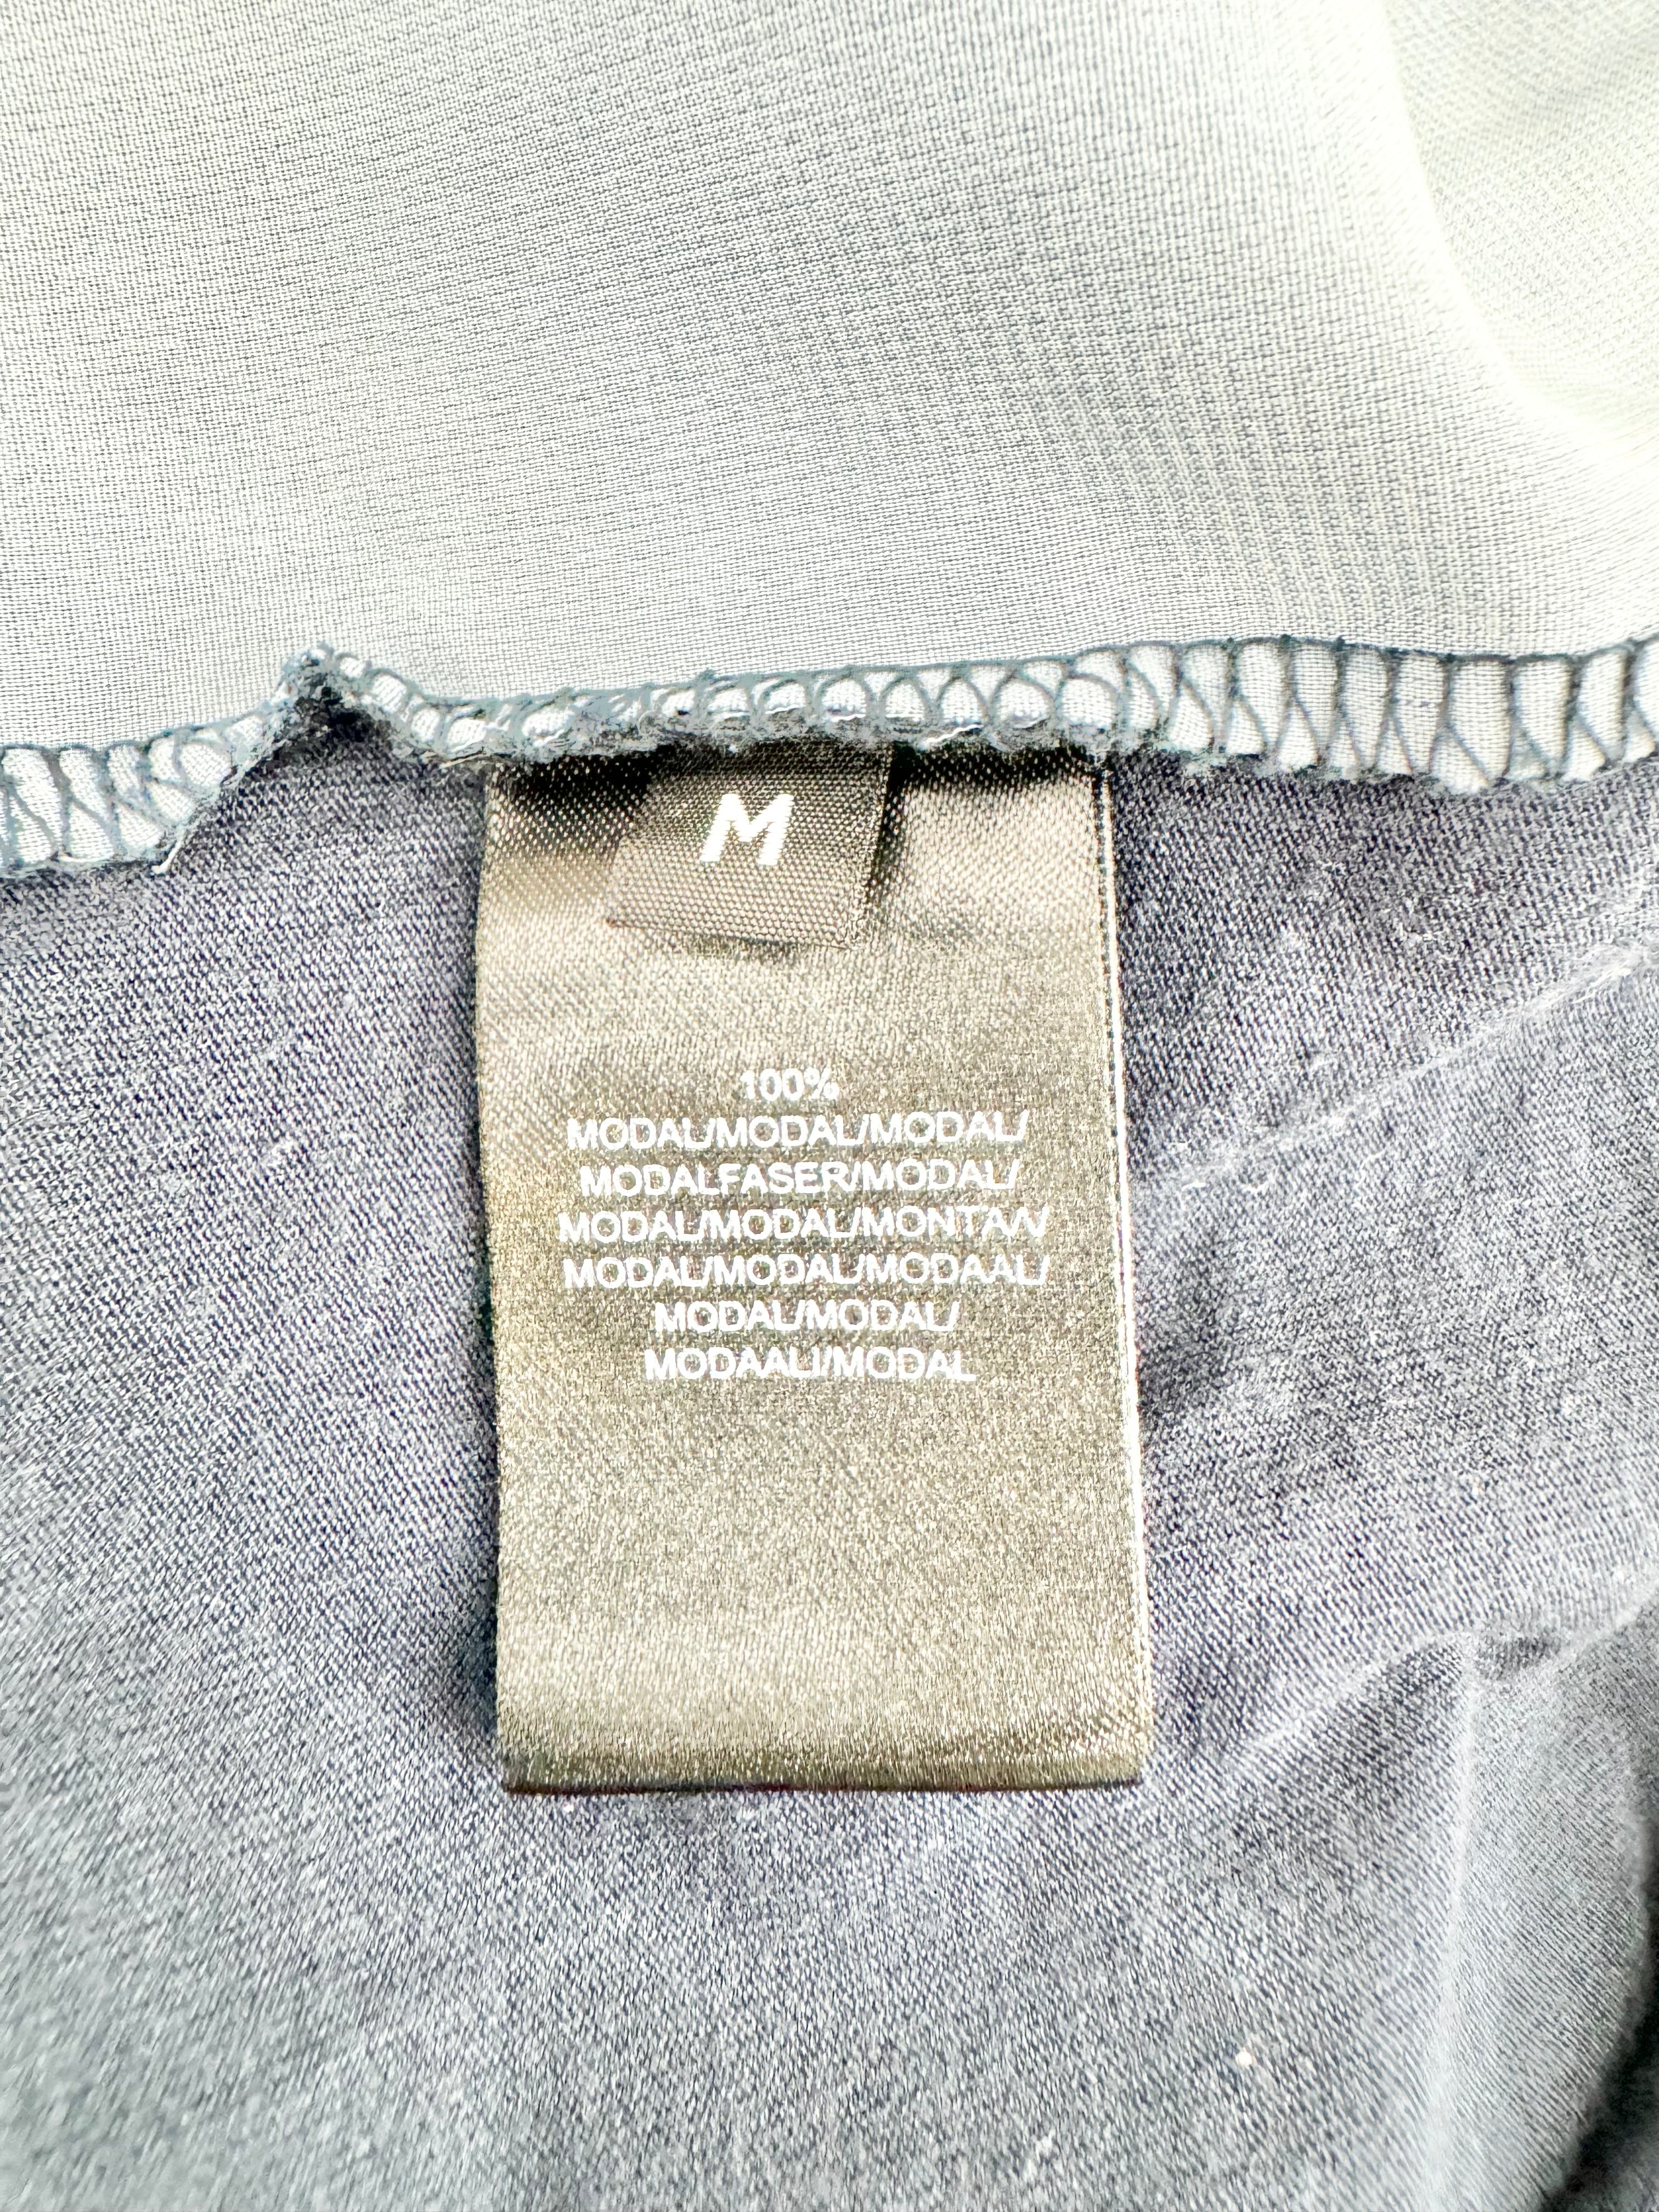 M
100%
MODAL/MODAL/MODAL/
MODALFASER/MODAL/
MODAL/MODAL/MONTAN/
MODAL/MODAL/MODAAL/
MODAL/MODAL/
MODAALI/MODAL